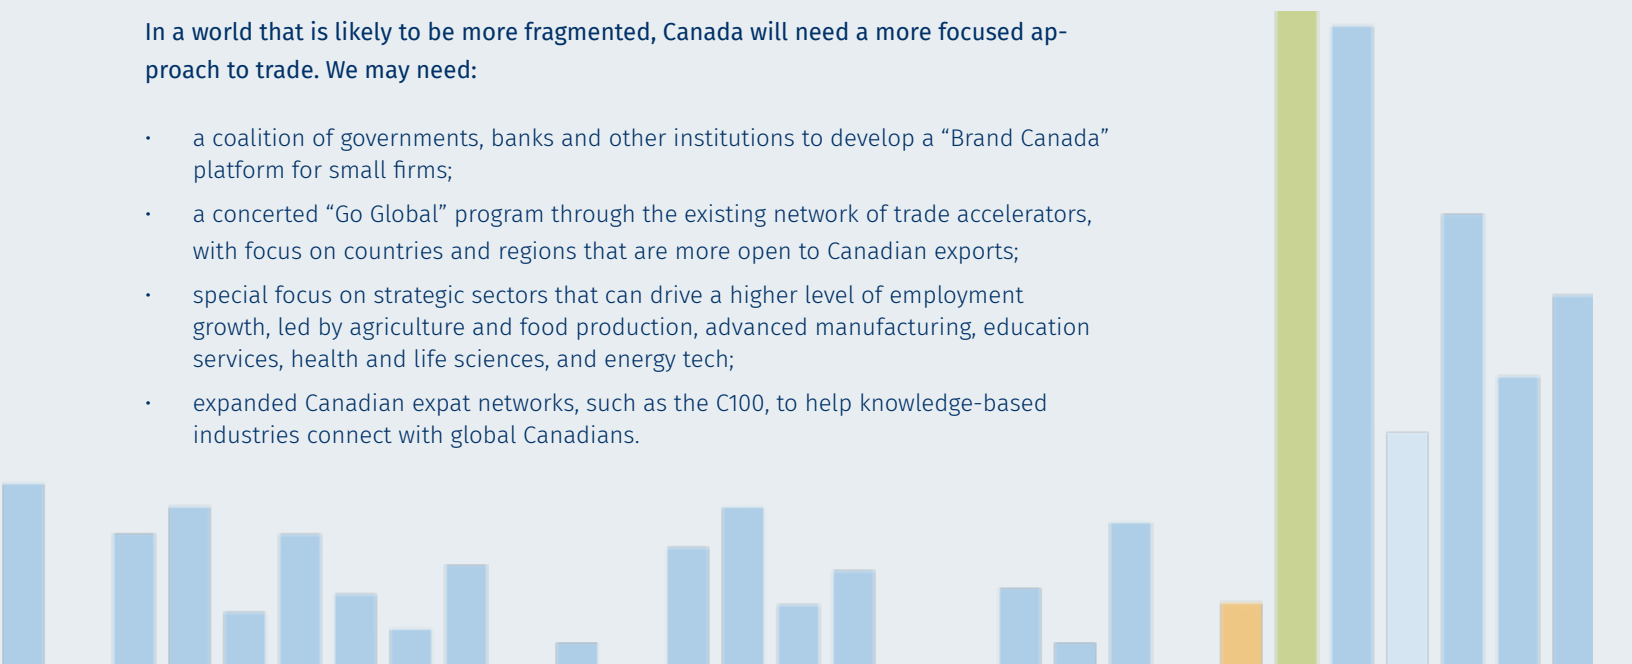 In a world that is likely to be more fragmented, Canada will need a more focused ap-
proach to trade. We may need:
· a coalition of governments, banks and other institutions to develop a “Brand Canada”
platform for small firms;
· a concerted “Go Global” program through the existing network of trade accelerators,
with focus on countries and regions that are more open to Canadian exports;
· special focus on strategic sectors that can drive a higher level of employment
growth, led by agriculture and food production, advanced manufacturing, education
services, health and life sciences, and energy tech;
· expanded Canadian expat networks, such as the C100, to help knowledge-based
industries connect with global Canadians.